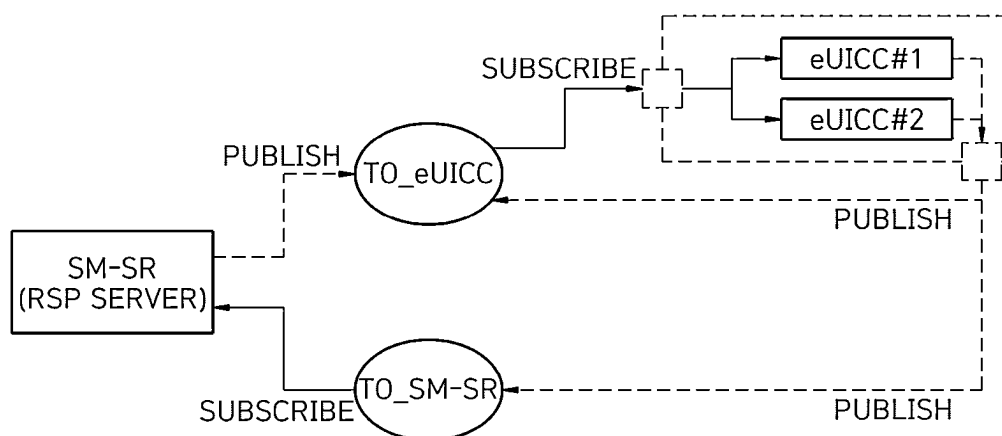 eUICC#1
SUBSCRIBE
eUICC#2
PUBLISH
TO_eUICC
PUBLISH
SM-SR
(RSP SERVER)
TO_SM-SR
SUBSCRIBE
PUBLISH